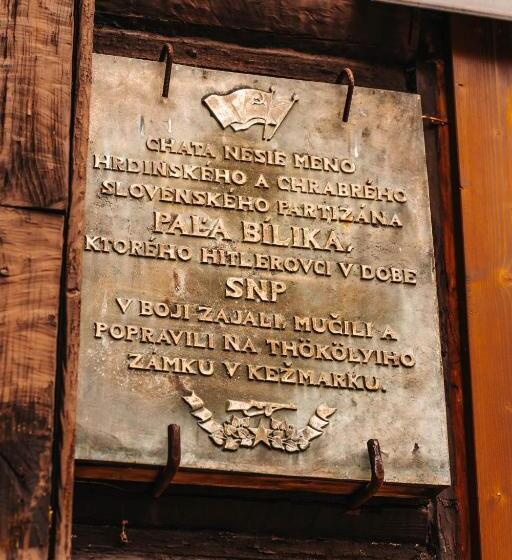 CHATA NESIE MENO
HRDINSKÉHO A CHRABRÉHO
SLOVENSKÉHO PARTIZÁNA
PAĽA BÍLIKA,
KTORÉHO HITLEROVCI V DOBE
SNP
V BOJI ZAJALI, MUČILI A
POPRAVILI NA THÖKÖLYIHO
ZÁMKU V KEŽMARKU.